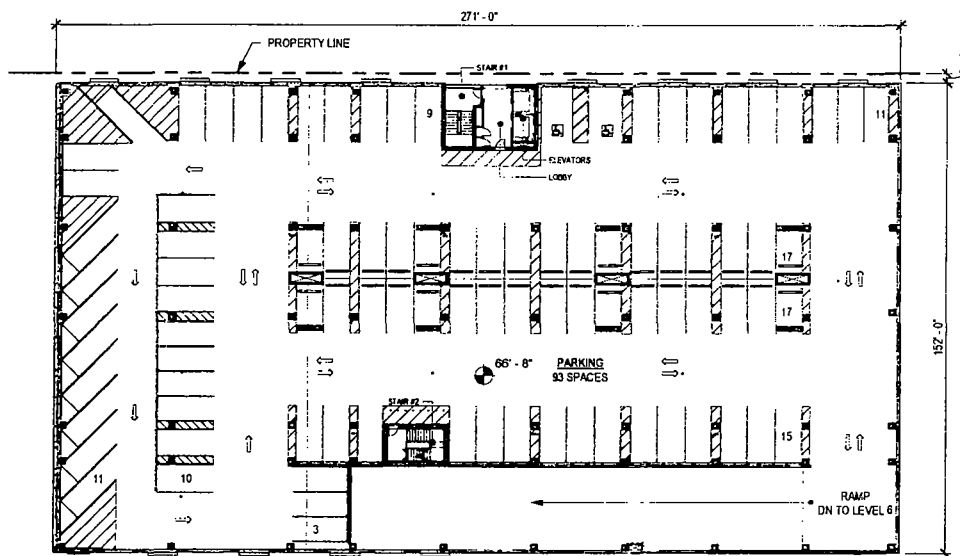 271' - 0"
PROPERTY LINE
STAIR #1
9
11
ELEVATORS
LOBBY
17
17
152' - 0"
66' - 8"
PARKING
93 SPACES
STAIR #2
15
11
10
3
RAMP
DN TO LEVEL 6